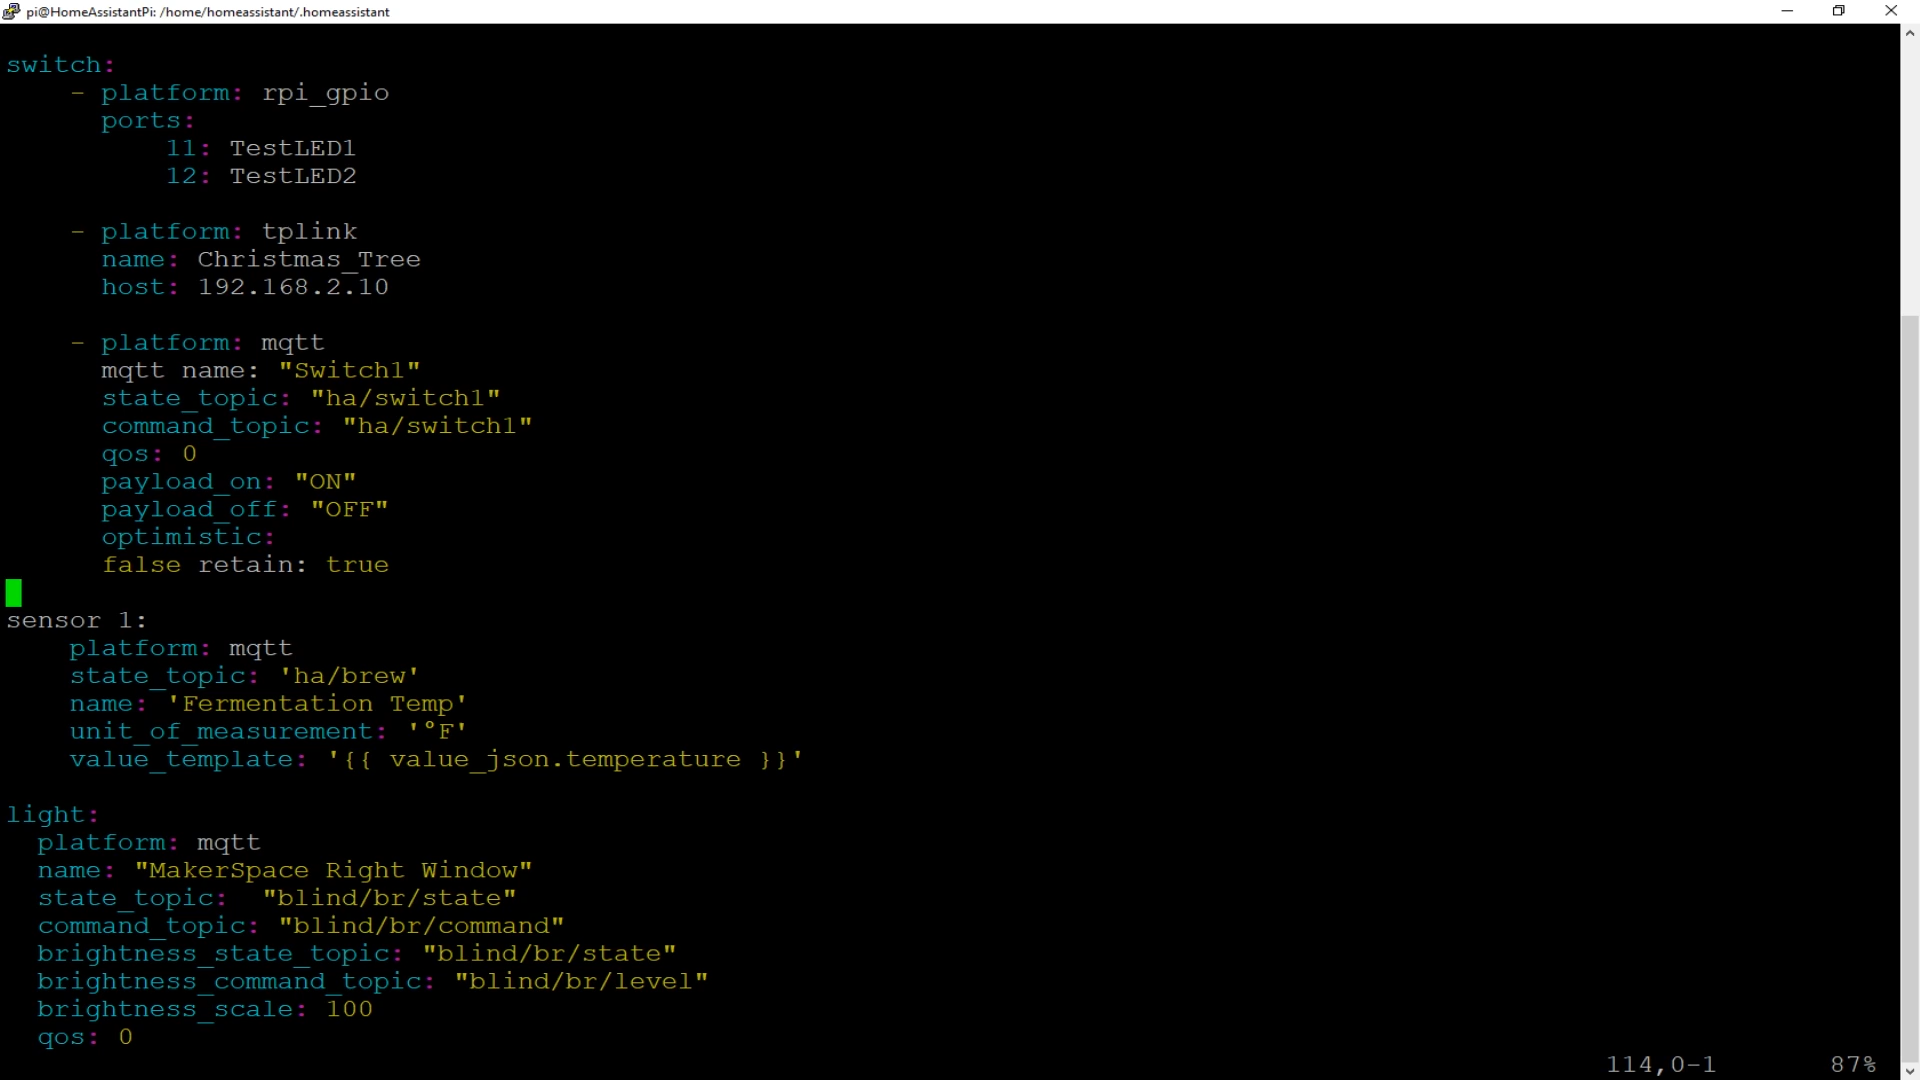 pi@HomeAssistantPi: /home/homeassistant/.homeassistant
switch:
     - platform: rpi_gpio
       ports:
           11: TestLED1
           12: TestLED2

     - platform: tplink
       name: Christmas_Tree
       host: 192.168.2.10

     - platform: mqtt
       mqtt name: "Switch1"
       state_topic: "ha/switch1"
       command_topic: "ha/switch1"
       qos: 0
       payload_on: "ON"
       payload_off: "OFF"
       optimistic:
       false retain: true

sensor 1:
     platform: mqtt
     state_topic: 'ha/brew'
     name: 'Fermentation Temp'
     unit_of_measurement: '°F'
     value_template: '{{ value_json.temperature }}'

light:
  platform: mqtt
  name: "MakerSpace Right Window"
  state_topic:  "blind/br/state"
  command_topic: "blind/br/command"
  brightness_state_topic: "blind/br/state"
  brightness_command_topic: "blind/br/level"
  brightness_scale: 100
  qos: 0
114,0-1 87%